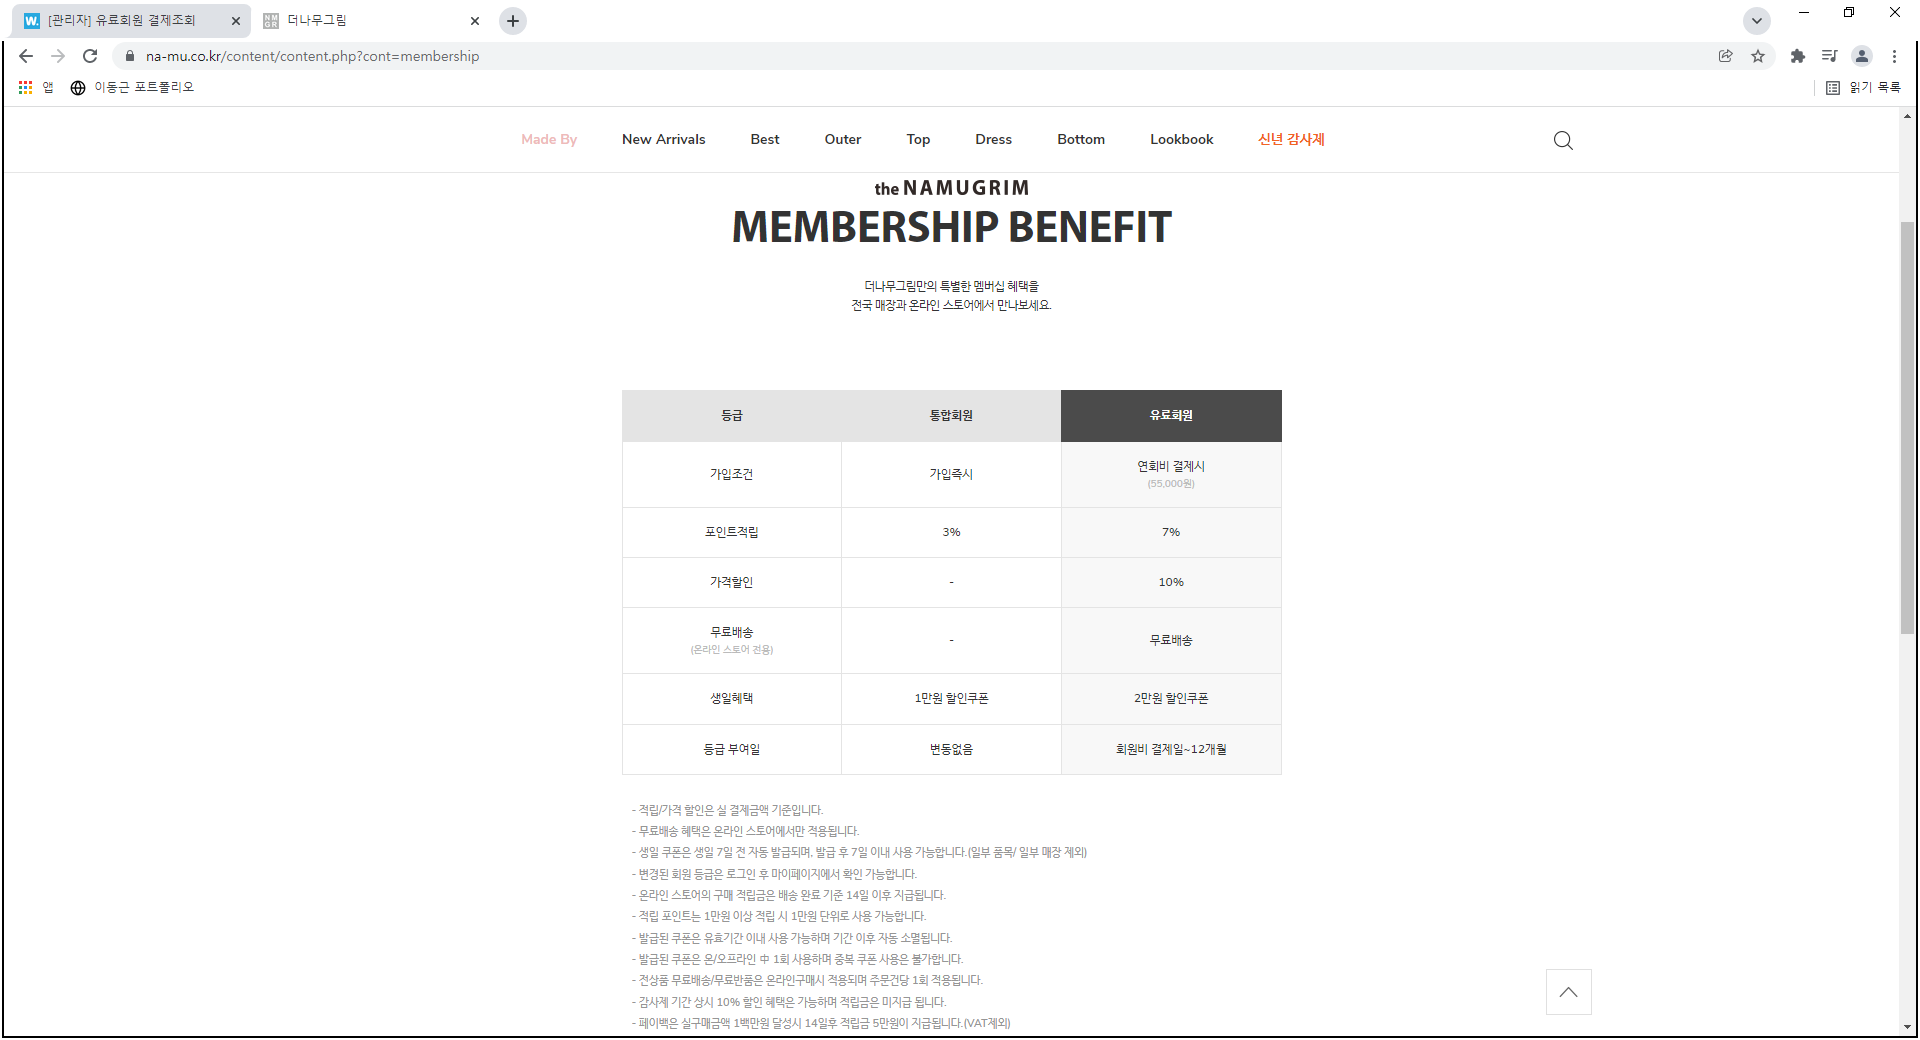 [관리자] 유료회원 결제조회
더나무그림
na-mu.co.kr/content/content.php?cont=membership
앱
이동근 포트폴리오
읽기 목록
Made By
New Arrivals
Best
Outer
Top
Dress
Bottom
Lookbook
신년 감사제
the NAMUGRIM
MEMBERSHIP BENEFIT
더나무그림만의 특별한 멤버십 혜택을
전국 매장과 온라인 스토어에서 만나보세요.
등급
통합회원
유료회원
가입조건
가입즉시
연회비 결제시
(55,000원)
포인트적립
3%
7%
가격할인
-
10%
무료배송
(온라인 스토어 전용)
-
무료배송
생일혜택
1만원 할인쿠폰
2만원 할인쿠폰
등급 부여일
변동없음
회원비 결제일~12개월
- 적립/가격 할인은 실 결제금액 기준입니다.
- 무료배송 혜택은 온라인 스토어에서만 적용됩니다.
- 생일 쿠폰은 생일 7일 전 자동 발급되며, 발급 후 7일 이내 사용 가능합니다.(일부 품목/ 일부 매장 제외)
- 변경된 회원 등급은 로그인 후 마이페이지에서 확인 가능합니다.
- 온라인 스토어의 구매 적립금은 배송 완료 기준 14일 이후 지급됩니다.
- 적립 포인트는 1만원 이상 적립 시 1만원 단위로 사용 가능합니다.
- 발급된 쿠폰은 유효기간 이내 사용 가능하며 기간 이후 자동 소멸됩니다.
- 발급된 쿠폰은 온/오프라인 中 1회 사용하며 중복 쿠폰 사용은 불가합니다.
- 전상품 무료배송/무료반품은 온라인구매시 적용되며 주문건당 1회 적용됩니다.
- 감사제 기간 상시 10% 할인 혜택은 가능하며 적립금은 미지급 됩니다.
- 페이백은 실구매금액 1백만원 달성시 14일후 적립금 5만원이 지급됩니다.(VAT제외)